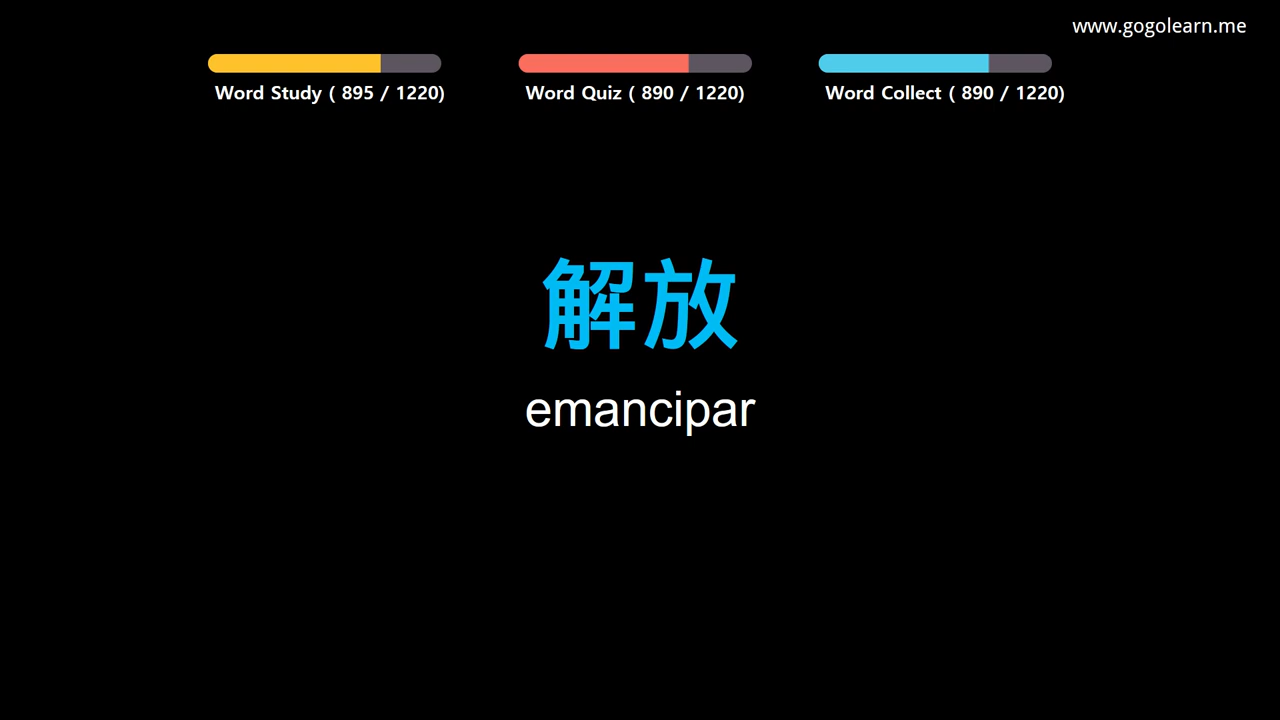 www.gogolearn.me
Word Study ( 895 / 1220)
Word Quiz ( 890 / 1220)
Word Collect ( 890 / 1220)
解放
emancipar